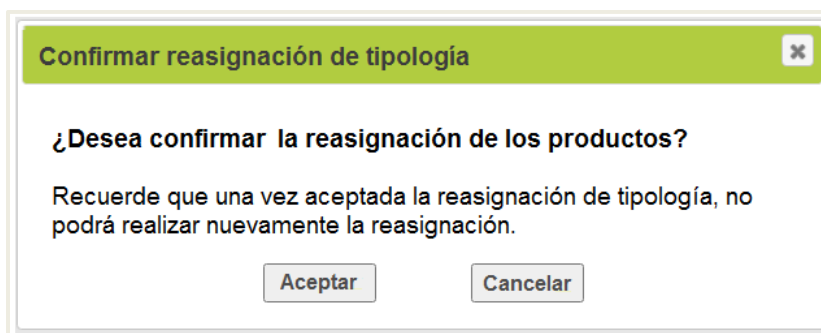 Confirmar reasignación de tipología
¿Desea confirmar la reasignación de los productos?
Recuerde que una vez aceptada la reasignación de tipología, no
podrá realizar nuevamente la reasignación.
Aceptar Cancelar